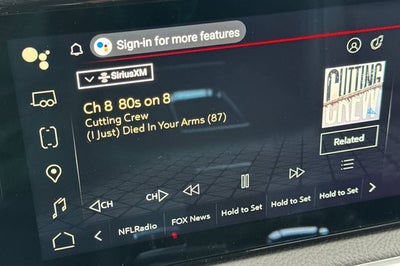 Sign-in for more features
SiriusXM
Ch 8 80s on 8
Cutting Crew
(I Just) Died In Your Arms (87)
CUTTING
CREW
Related
CH
CH
NFLRadio
FOX News
Hold to Set
Hold to Set
Hold to Set